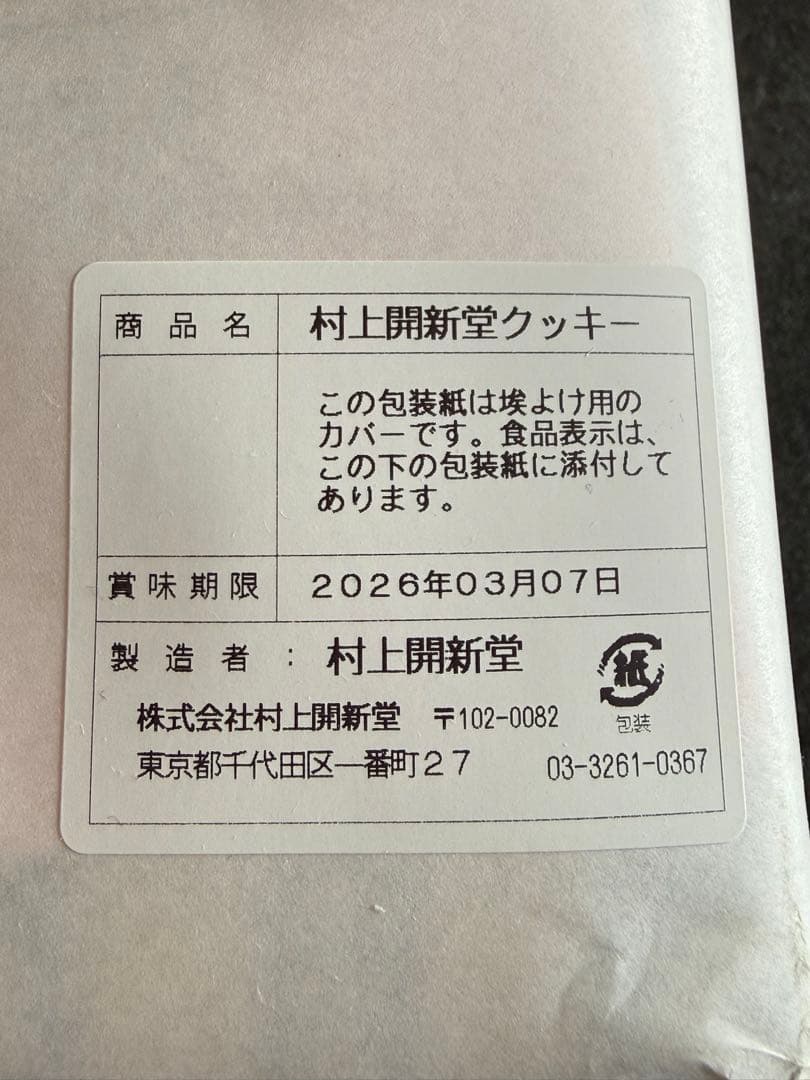 商品名 村上開新堂クッキー
この包装紙は埃よけ用の
カバーです。食品表示は、
この下の包装紙に添付して
あります。
賞味期限 2026年03月07日
製造者：村上開新堂
紙
包装
株式会社村上開新堂 〒102-0082
東京都千代田区一番町27 03-3261-0367